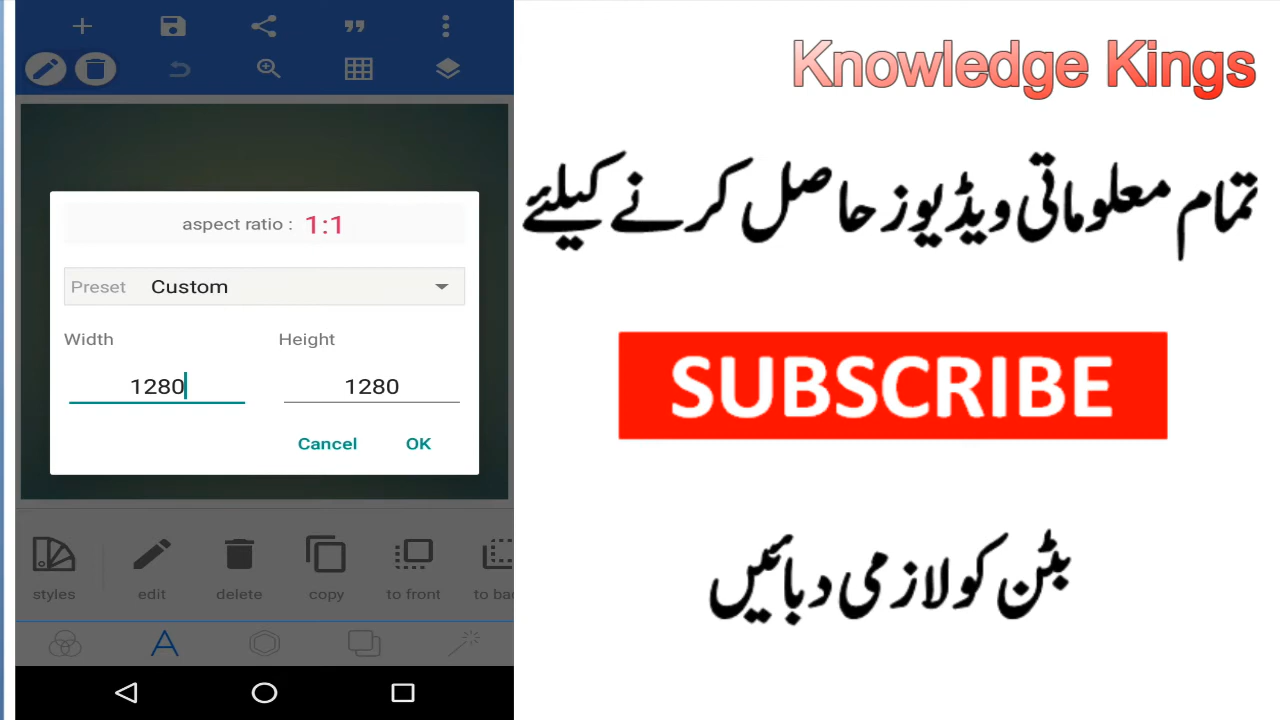 aspect ratio : 1:1
Preset Custom
Width Height
1280 1280
Cancel OK
styles edit delete copy to front to ba
A
Knowledge Kings
تمام معلوماتی ویڈیوز حاصل کرنے کیلئے
SUBSCRIBE
بٹن کو لازمی دبائیں